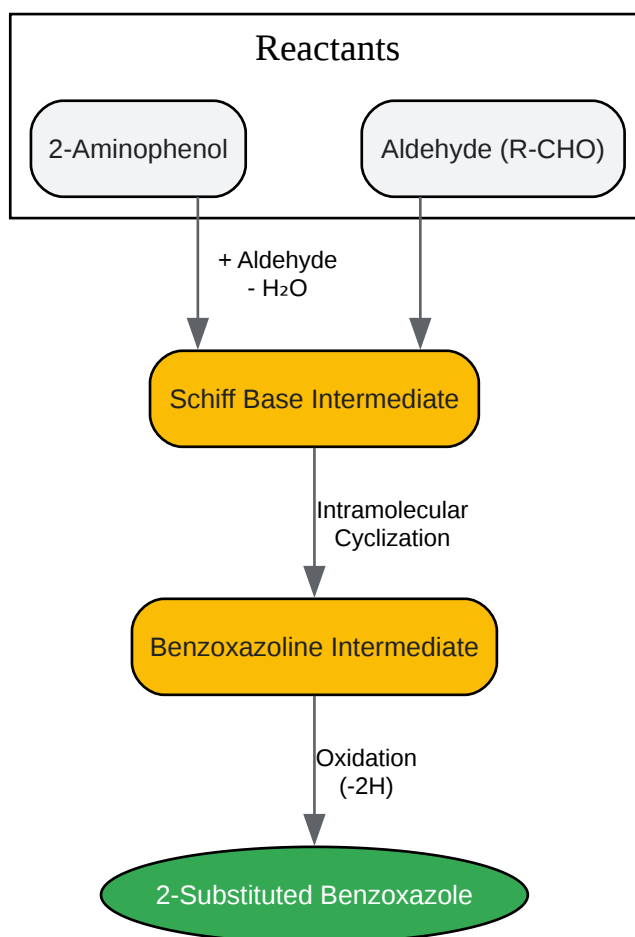 Reactants
2-Aminophenol
Aldehyde (R-CHO)
+ Aldehyde
- H₂O
Schiff Base Intermediate
Intramolecular
Cyclization
Benzoxazoline Intermediate
Oxidation
(-2H)
2-Substituted Benzoxazole